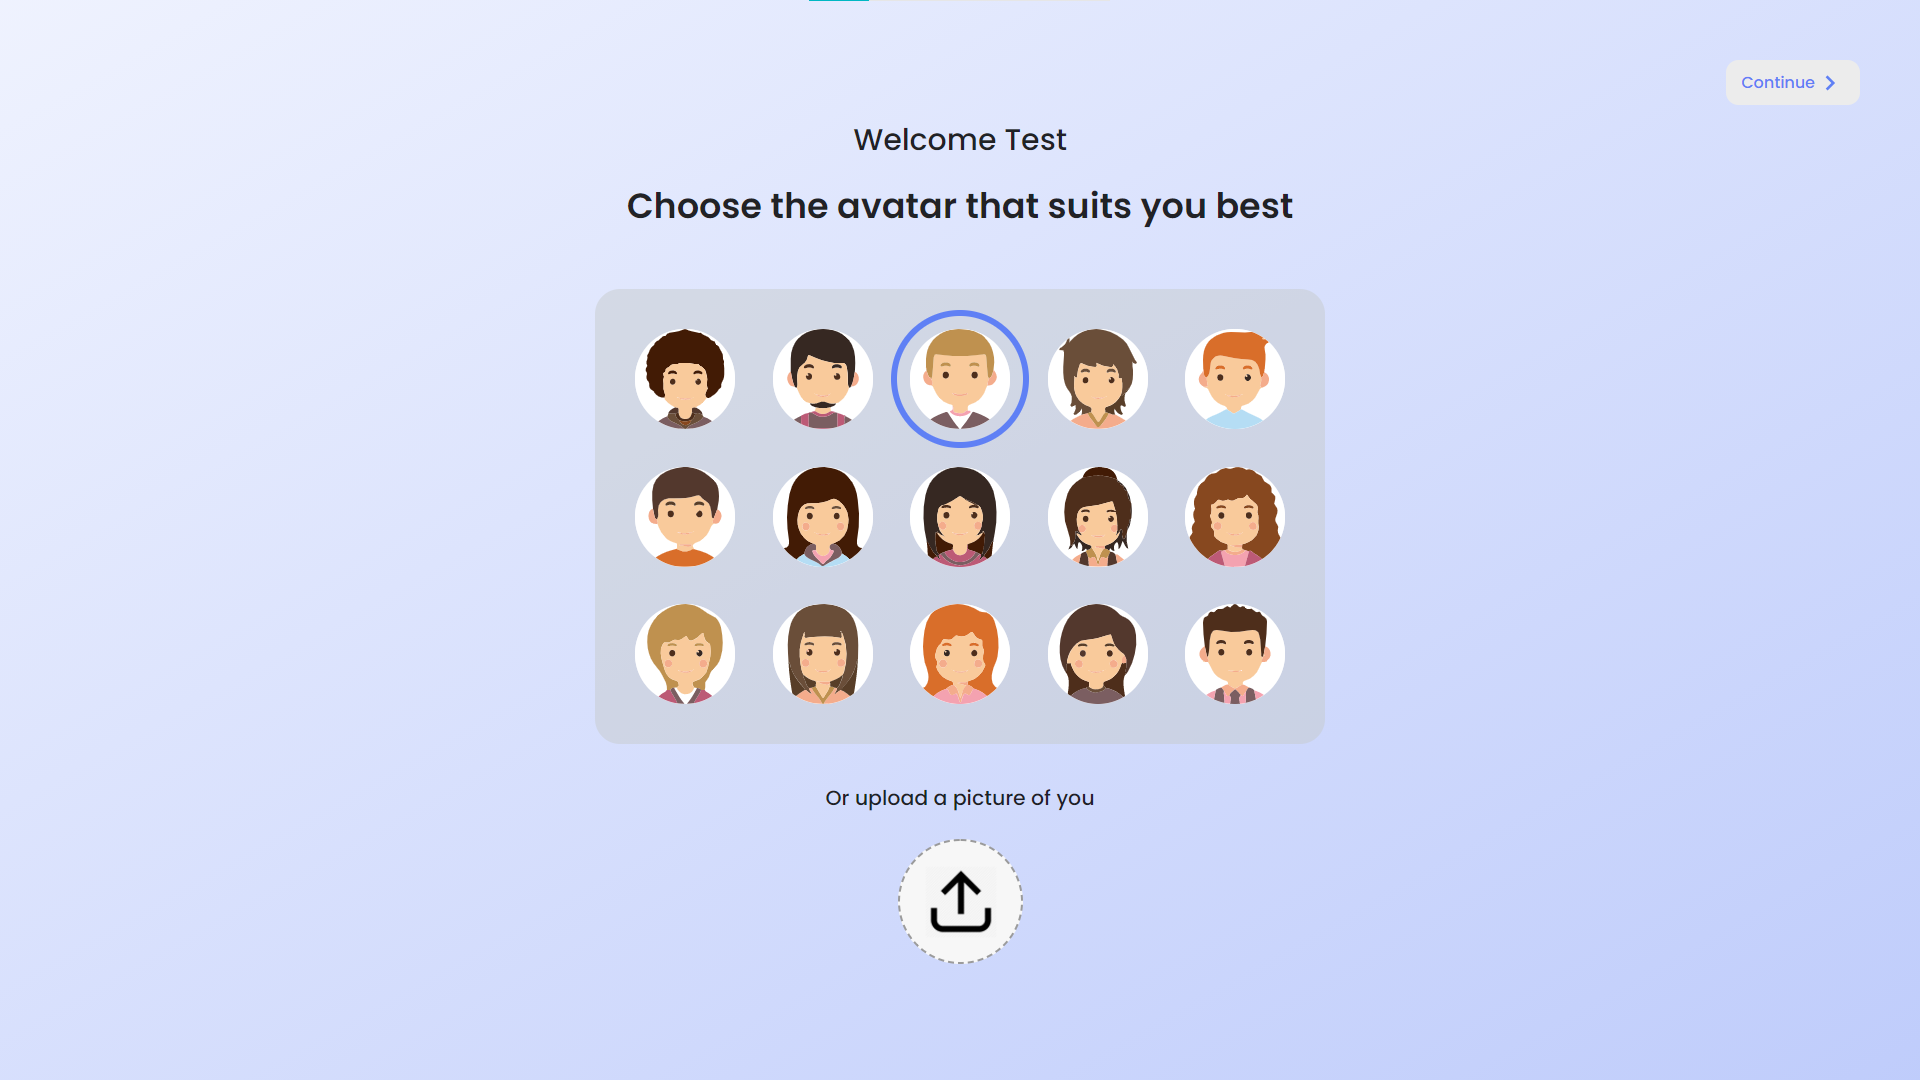 Continue
Welcome Test
Choose the avatar that suits you best
Or upload a picture of you